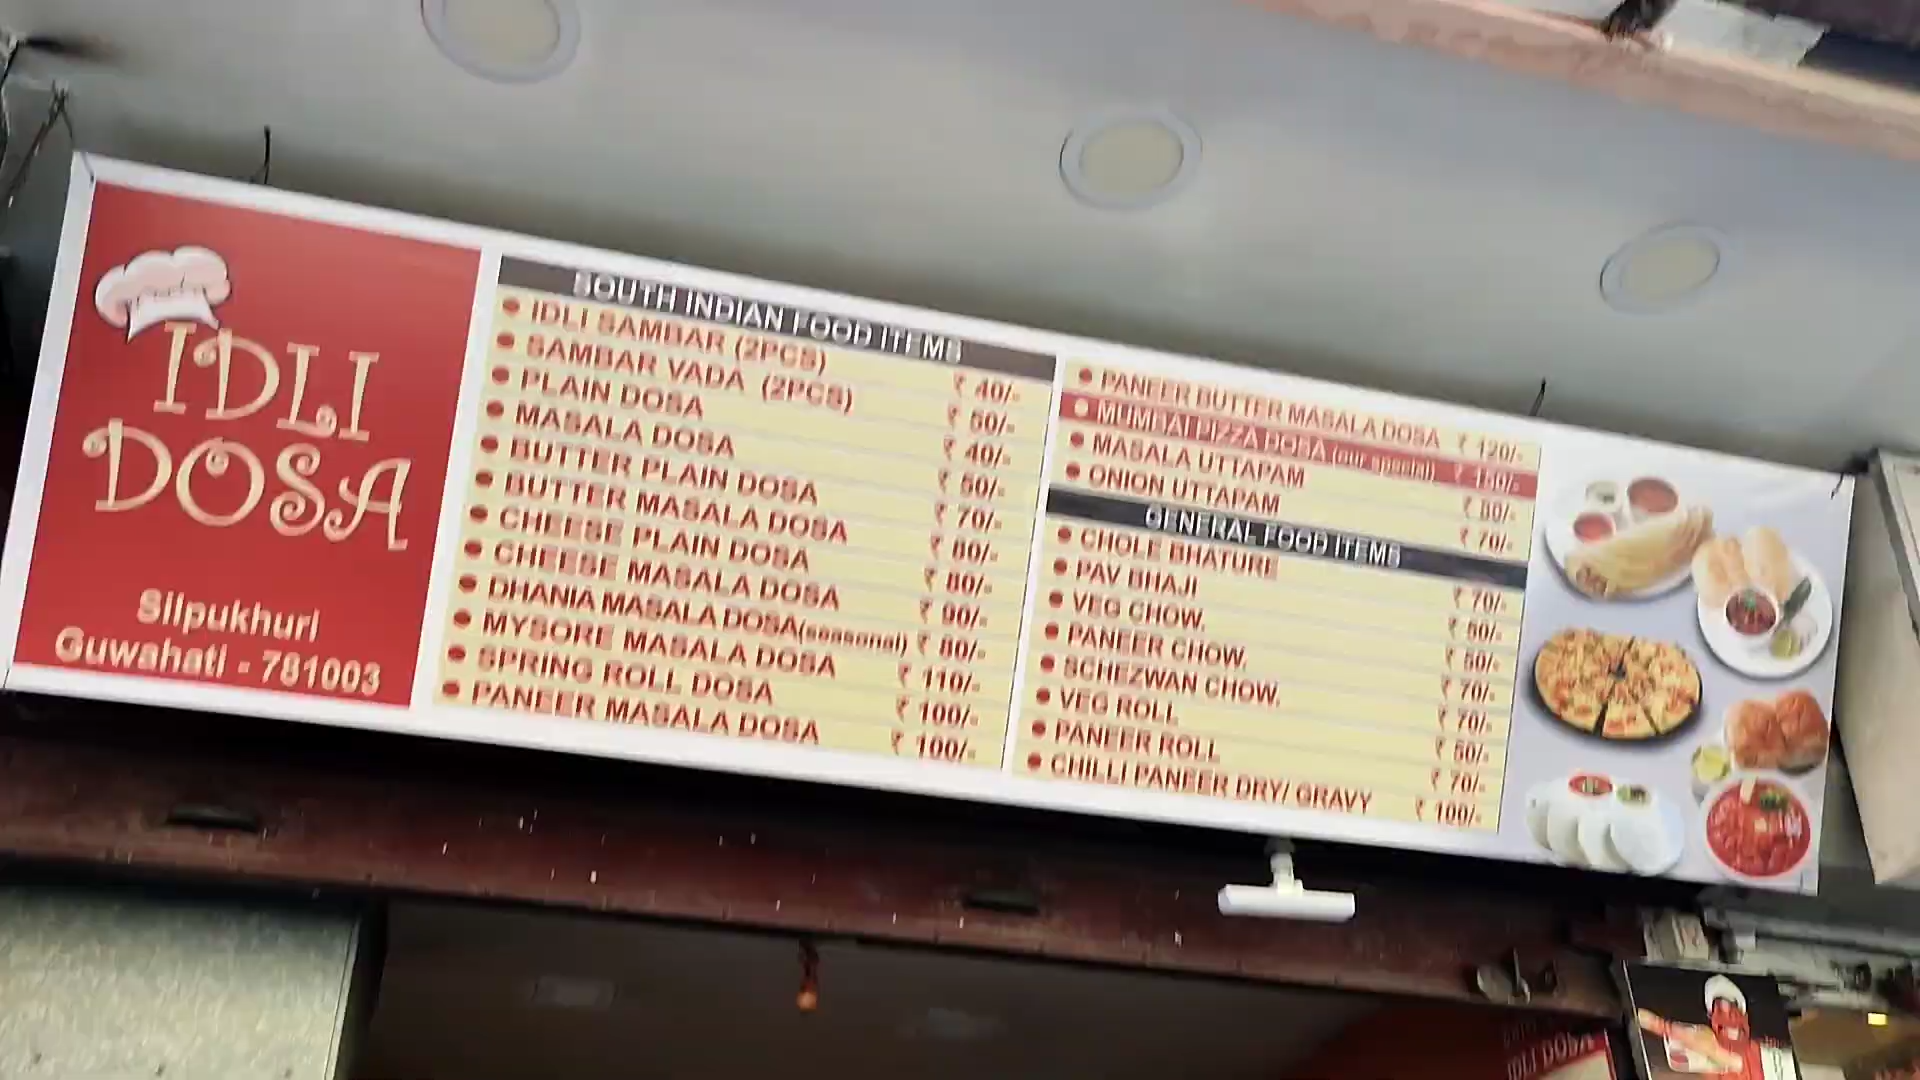 IDLI
DOSA
Silpukhuri
Guwahati - 781003
SOUTH INDIAN FOOD ITEMS
IDLI SAMBAR (2PCS) ₹ 40/-
SAMBAR VADA (2PCS) ₹ 50/-
PLAIN DOSA ₹ 40/-
MASALA DOSA ₹ 50/-
BUTTER PLAIN DOSA ₹ 70/-
BUTTER MASALA DOSA ₹ 80/-
CHEESE PLAIN DOSA ₹ 80/-
CHEESE MASALA DOSA ₹ 90/-
DHANIA MASALA DOSA(seasonal) ₹ 80/-
MYSORE MASALA DOSA ₹ 110/-
SPRING ROLL DOSA ₹ 100/-
PANEER MASALA DOSA ₹ 100/-
PANEER BUTTER MASALA DOSA ₹ 120/-
MUMBAI PIZZA DOSA (our special) ₹ 150/-
MASALA UTTAPAM ₹ 80/-
ONION UTTAPAM ₹ 70/-
GENERAL FOOD ITEMS
CHOLE BHATURE ₹ 70/-
PAV BHAJI ₹ 50/-
VEG CHOW. ₹ 50/-
PANEER CHOW. ₹ 70/-
SCHEZWAN CHOW. ₹ 70/-
VEG ROLL ₹ 50/-
PANEER ROLL ₹ 70/-
CHILLI PANEER DRY/ GRAVY ₹ 100/-
IDLI DOSA